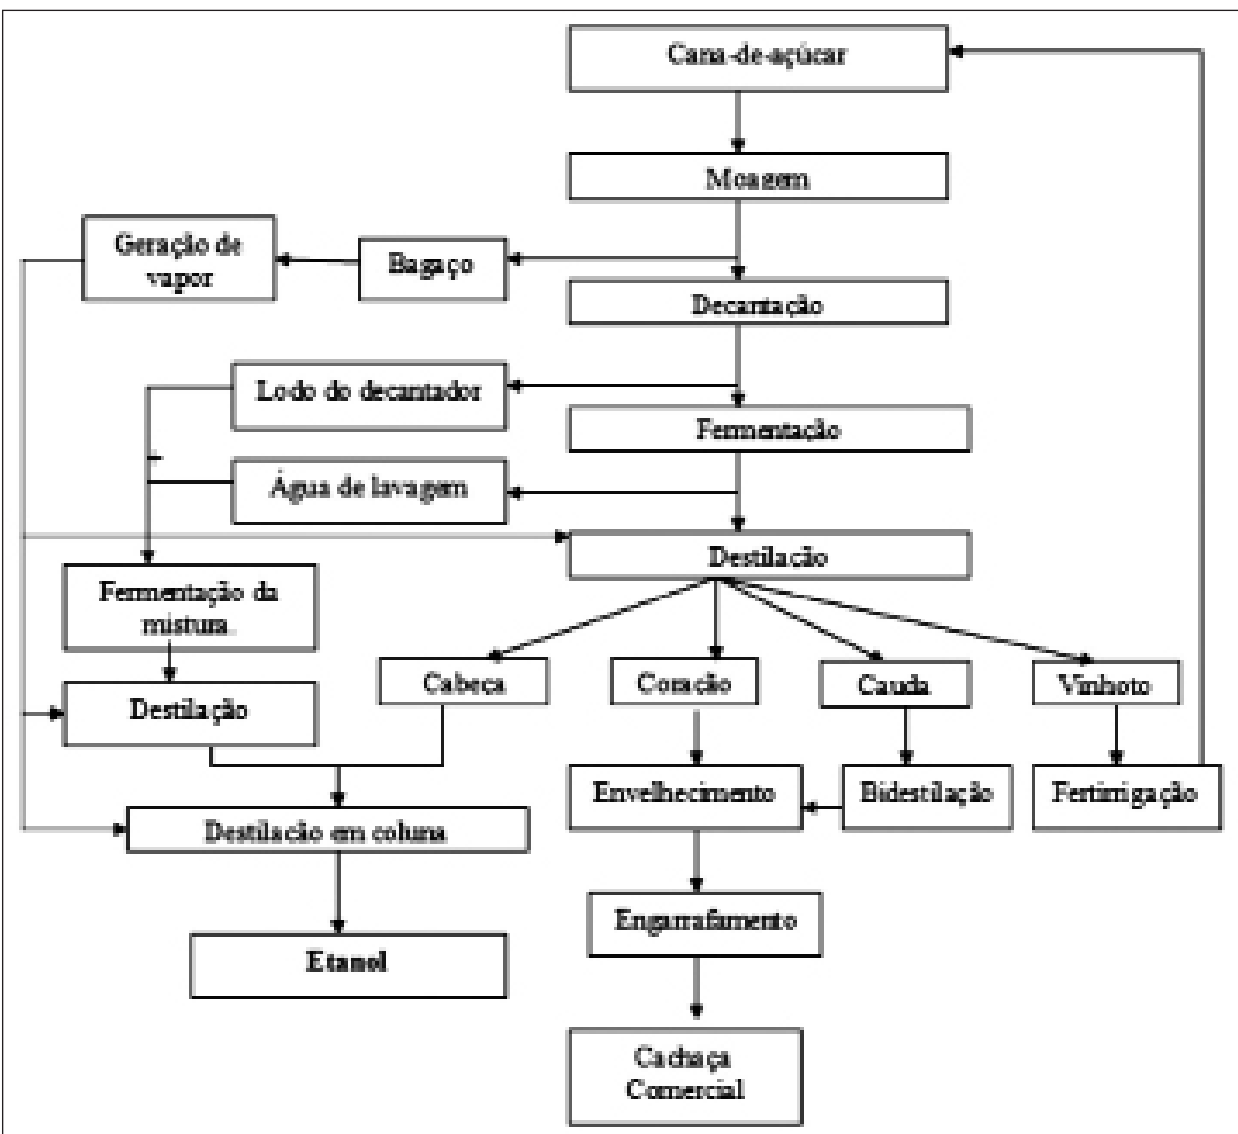 Cana-de-açúcar
Moagem
Geração de
vapor
Bagaço
Decantação
Lodo do decantador
Fermentação
Água de lavagem
Destilação
Fermentação da
mistura.
Cabeça
Coração
Cauda
Vinhoto
Destilação
Envelhecimento
Bidestilação
Fertirrigação
Destilacão em coluna
Engarrafamento
Etanol
Cachaça
Comercial